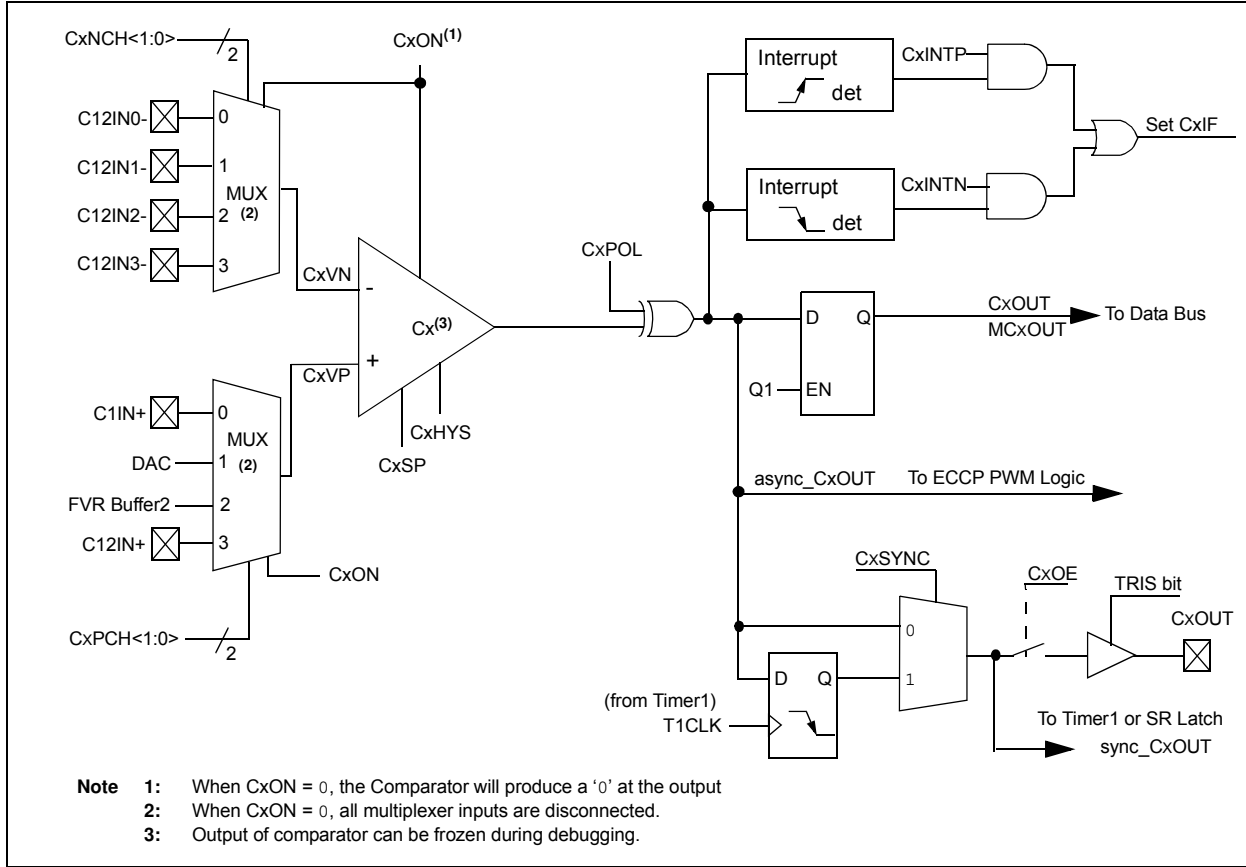 CxNCH<1:0>
2
CxON(1)
C12IN0-
C12IN1-
C12IN2-
C12IN3-
0
1
2
3
MUX
(2)
CxVN
-
Cx(3)
+
CxVP
CxHYS
CxSP
C1IN+
DAC
FVR Buffer2
C12IN+
0
1
2
3
MUX
(2)
CxON
CxPCH<1:0>
2
CxPOL
Interrupt
det
CxINTP
Interrupt
det
CxINTN
Set CxIF
D
Q
Q1
EN
CxOUT
MCxOUT
To Data Bus
async_CxOUT
To ECCP PWM Logic
CxSYNC
0
1
CxOE
TRIS bit
CxOUT
D
Q
(from Timer1)
T1CLK
To Timer1 or SR Latch
sync_CxOUT
Note 1: When CxON = 0, the Comparator will produce a ‘0’ at the output
2: When CxON = 0, all multiplexer inputs are disconnected.
3: Output of comparator can be frozen during debugging.